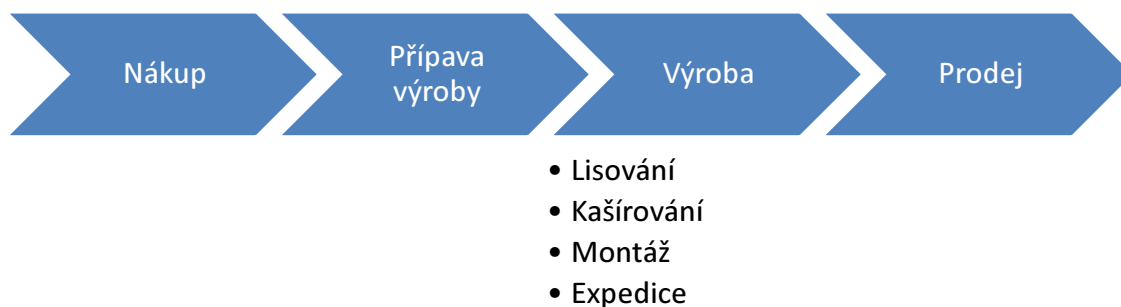 Nákup
Přípava
výroby
Výroba
Prodej
• Lisování
• Kašírování
• Montáž
• Expedice